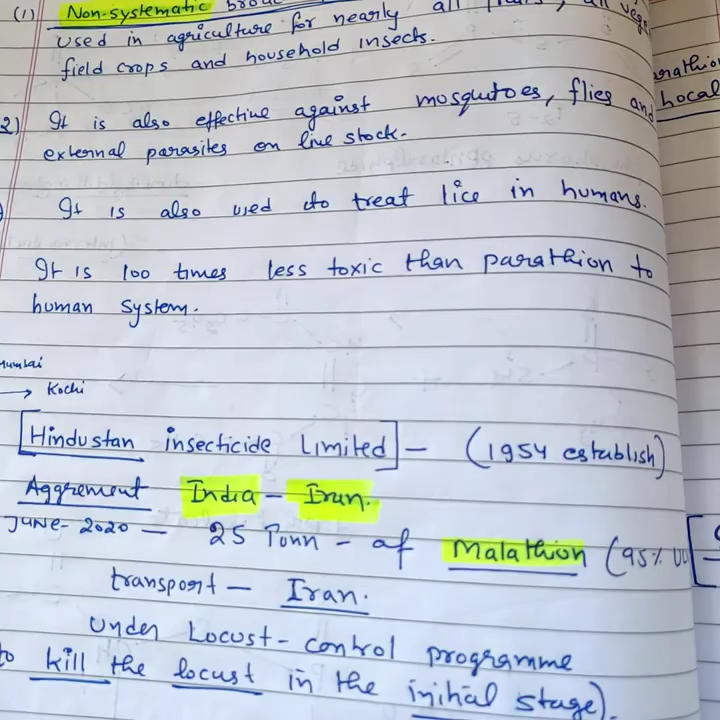 (1) Non-systematic
used in agriculture for nearly all
field crops and household insects.
2) It is also effective against mosquitoes, flies and
external parasites on live stock.
It is also used to treat lice in humans.
It is 100 times less toxic than parathion to
human system.
mumbai
→ Kochi
[Hindustan insecticide Limited] - (1954 establish)
Aggrement India - Iran.
JUNE-2020 - 25 Tonn - of Malathion (95%
transport - Iran.
Under Locust-control programme
to kill the locust in the initial stage).